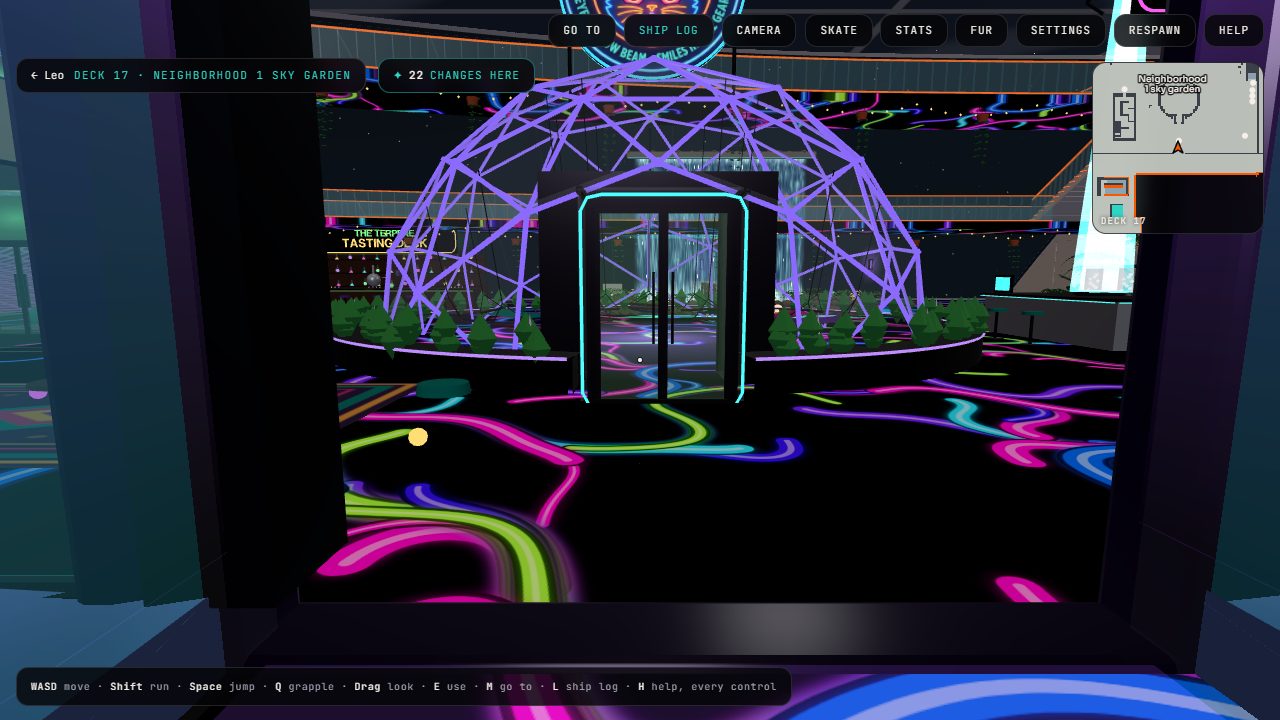 GO TO
SHIP LOG
CAMERA
SKATE
STATS
FUR
SETTINGS
RESPAWN
HELP
← Leo DECK 17 · NEIGHBORHOOD 1 SKY GARDEN
✦ 22 CHANGES HERE
Neighborhood
1 sky garden
DECK 17
TASTING DECK
WASD move · Shift run · Space jump · Q grapple · Drag look · E use · M go to · L ship log · H help, every control